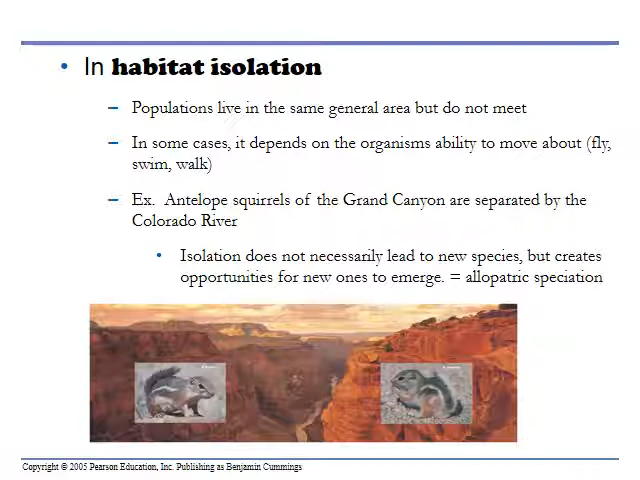 • In habitat isolation
– Populations live in the same general area but do not meet
– In some cases, it depends on the organisms ability to move about (fly,
swim, walk)
– Ex. Antelope squirrels of the Grand Canyon are separated by the
Colorado River
• Isolation does not necessarily lead to new species, but creates
opportunities for new ones to emerge. = allopatric speciation
Copyright © 2005 Pearson Education, Inc. Publishing as Benjamin Cummings